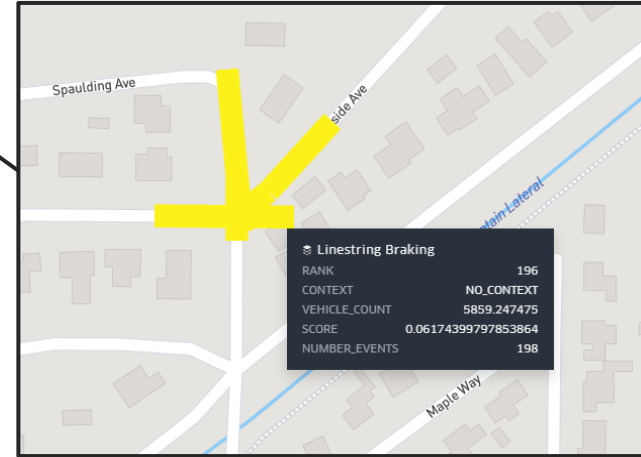 Spaulding Ave
side Ave
ntain Lateral
Linestring Braking
RANK 196
CONTEXT NO_CONTEXT
VEHICLE_COUNT 5859.247475
SCORE 0.06174399797853864
NUMBER_EVENTS 198
Maple Way